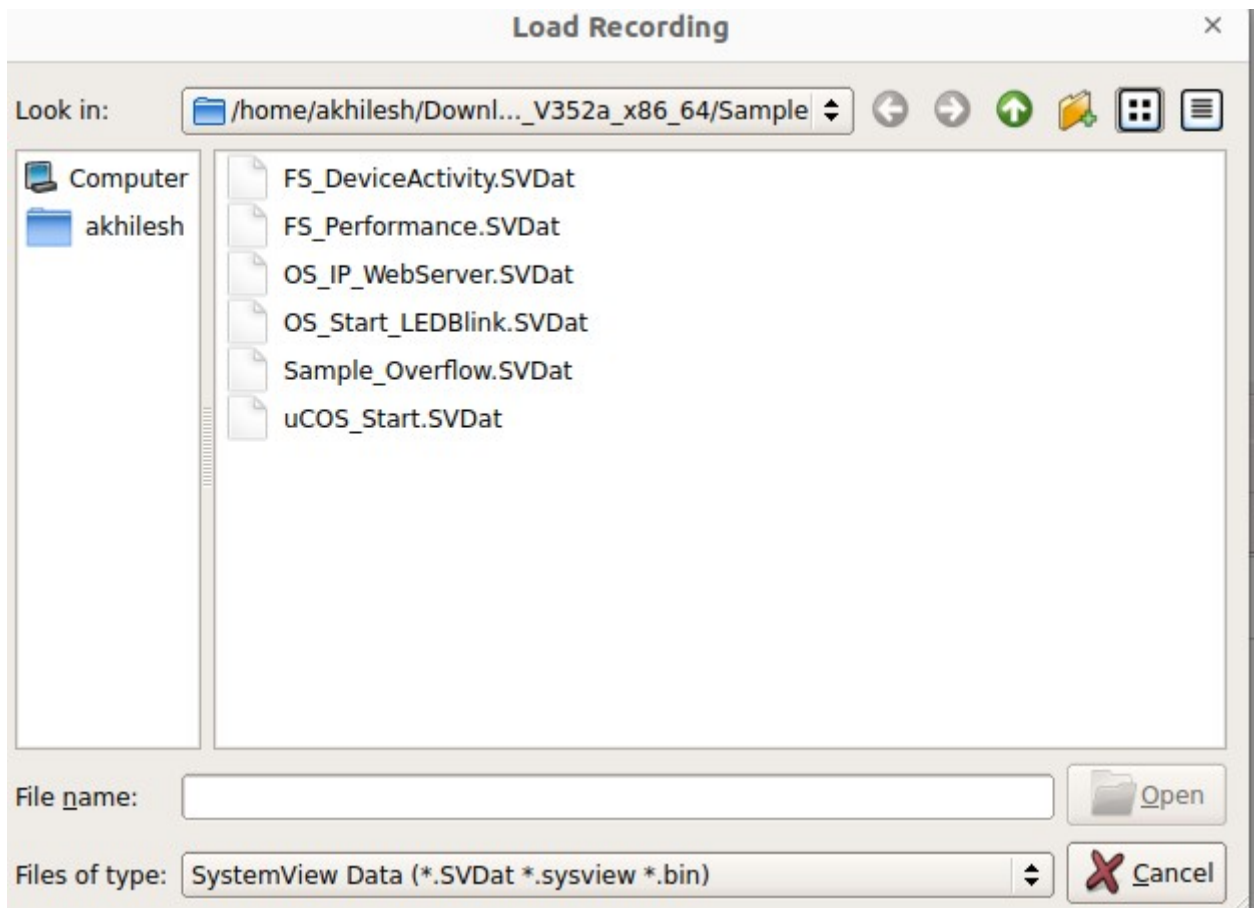 Load Recording
Look in: /home/akhilesh/Downl..._V352a_x86_64/Sample
Computer
akhilesh
FS_DeviceActivity.SVDat
FS_Performance.SVDat
OS_IP_WebServer.SVDat
OS_Start_LEDBlink.SVDat
Sample_Overflow.SVDat
uCOS_Start.SVDat
File name:
Open
Files of type: SystemView Data (*.SVDat *.sysview *.bin)
Cancel